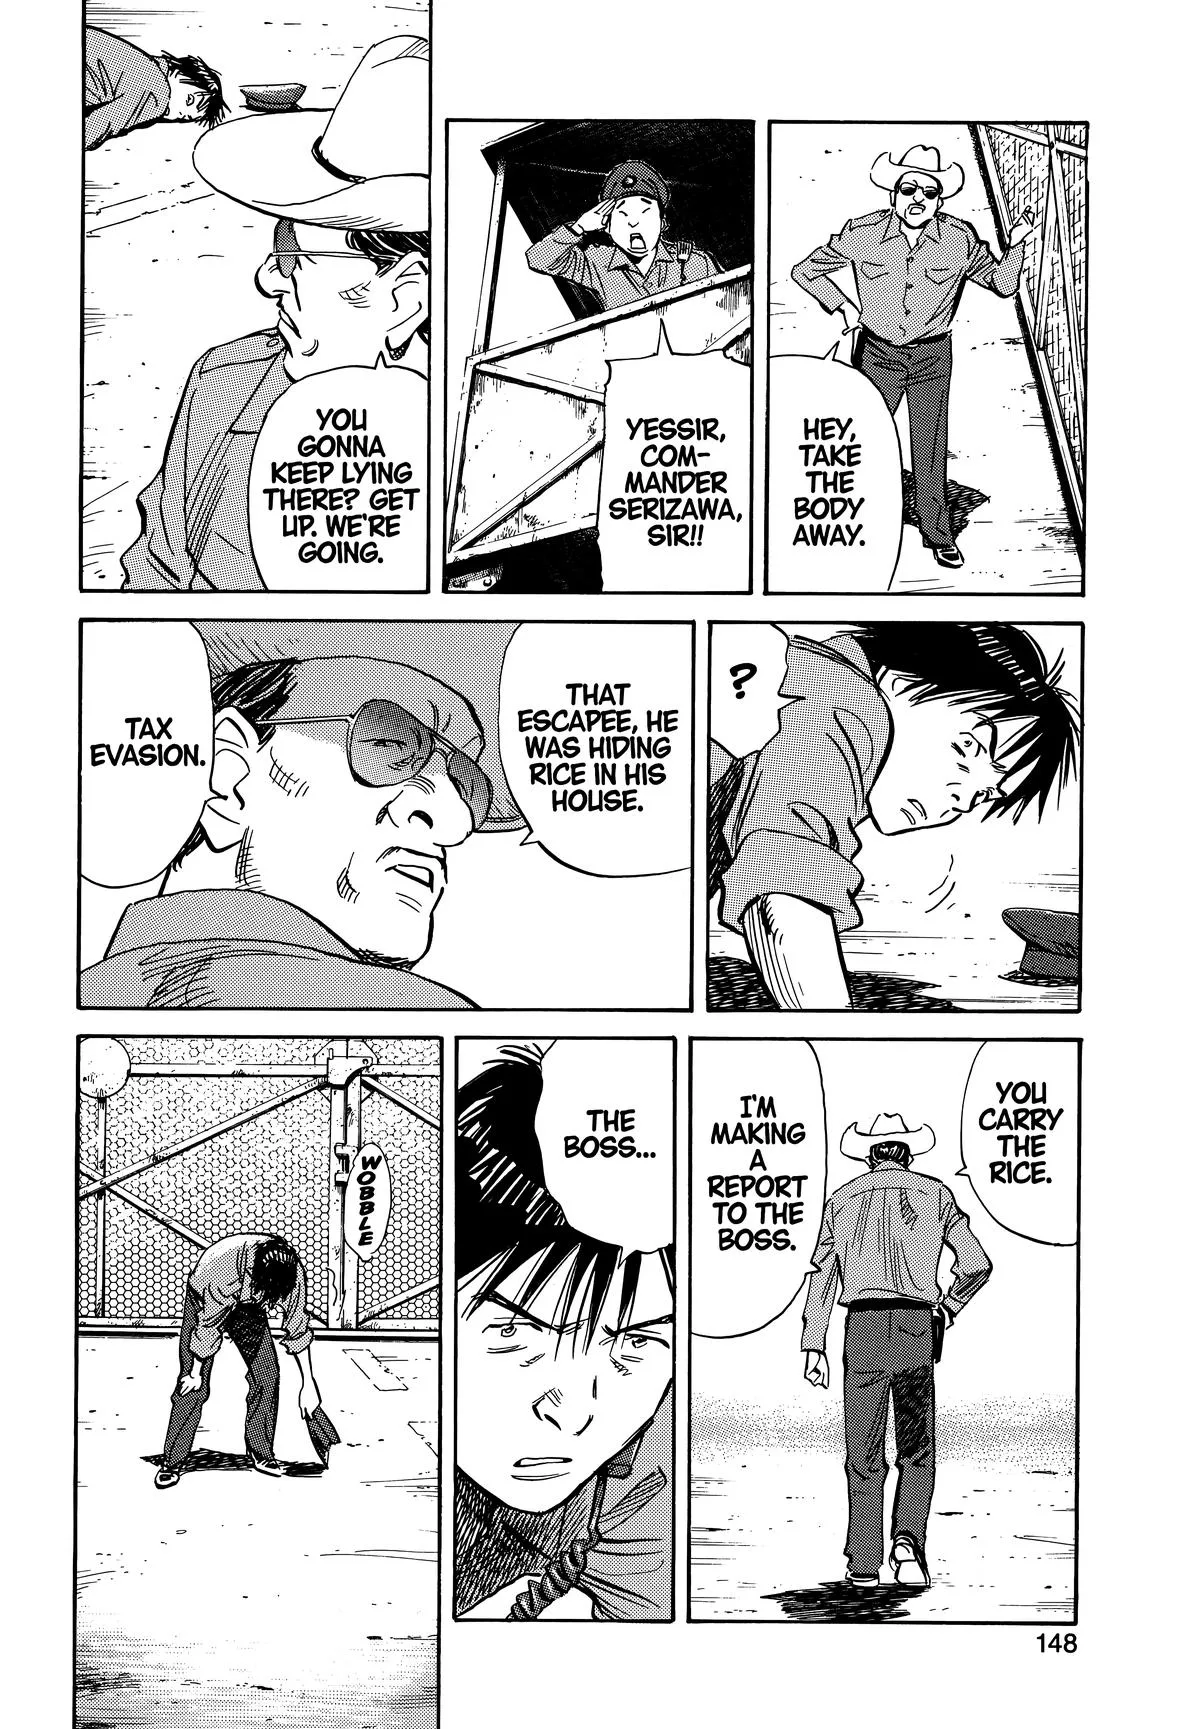 HEY,
TAKE
THE
BODY
AWAY.
YESSIR,
COM-
MANDER
SERIZAWA,
SIR!!
YOU
GONNA
KEEP LYING
THERE? GET
UP. WE'RE
GOING.
?
THAT
ESCAPEE, HE
WAS HIDING
RICE IN HIS
HOUSE.
TAX
EVASION.
YOU
CARRY
THE
RICE.
I'M
MAKING
A
REPORT
TO THE
BOSS.
THE
BOSS...
WOBBLE
148